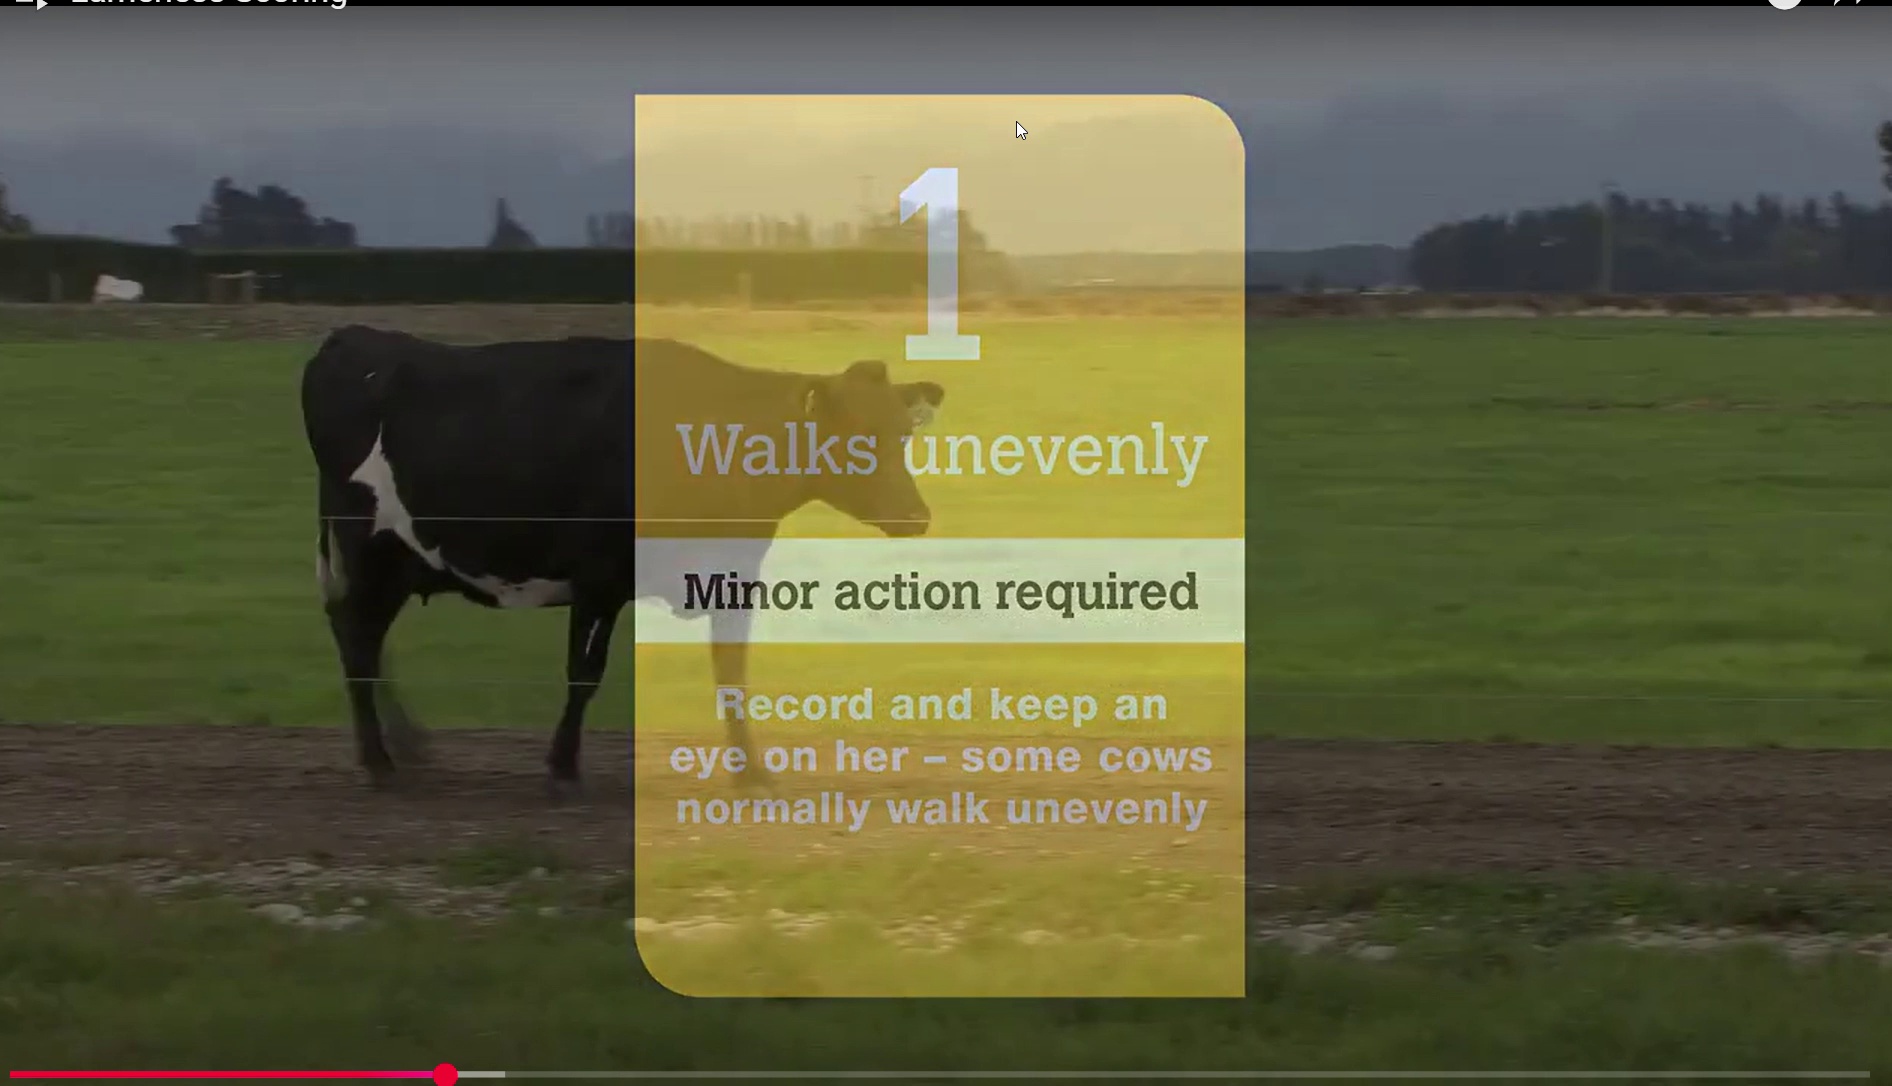 Lameness Scoring
1
Walks unevenly
Minor action required
Record and keep an
eye on her – some cows
normally walk unevenly